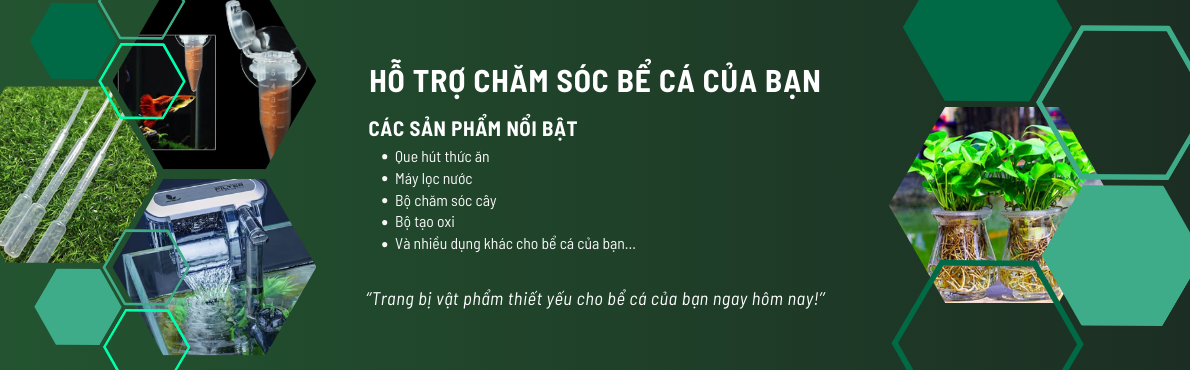 HỖ TRỢ CHĂM SÓC BỂ CÁ CỦA BẠN
CÁC SẢN PHẨM NỔI BẬT
Que hút thức ăn
Máy lọc nước
Bộ chăm sóc cây
Bộ tạo oxi
Và nhiều dụng khác cho bể cá của bạn...
"Trang bị vật phẩm thiết yếu cho bể cá của bạn ngay hôm nay!"